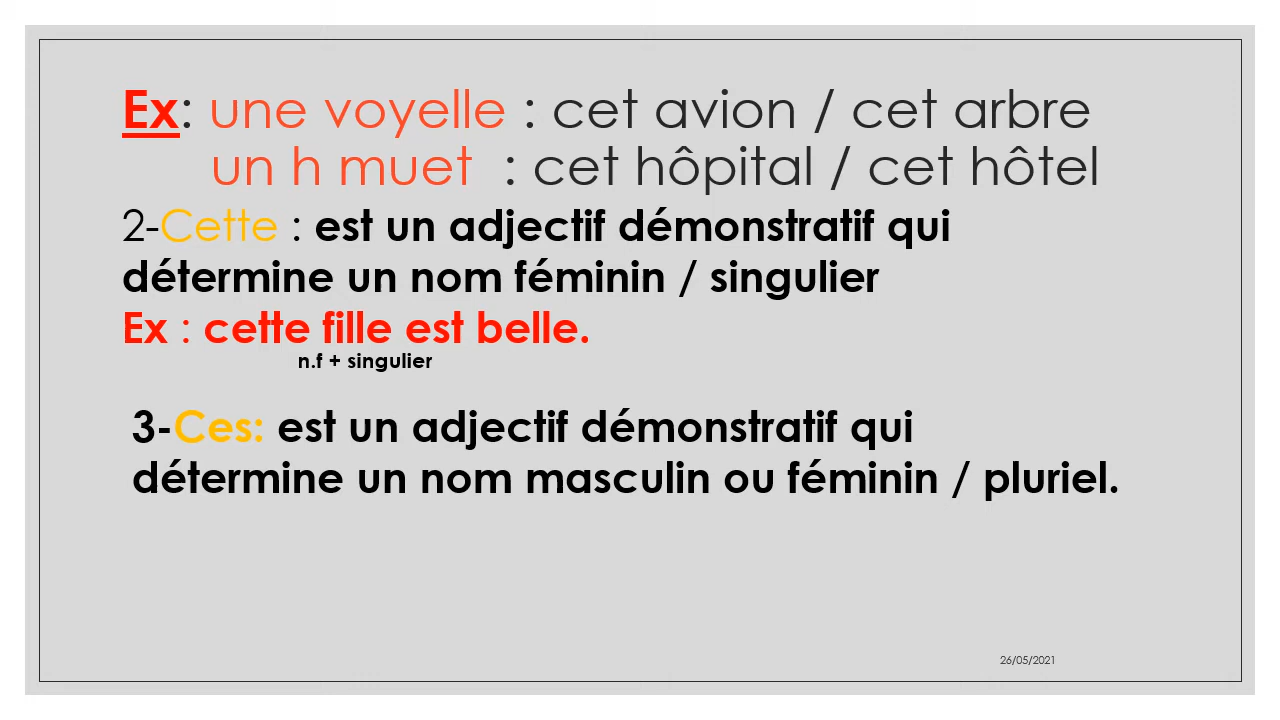 Ex: une voyelle : cet avion / cet arbre
un h muet : cet hôpital / cet hôtel
2-Cette : est un adjectif démonstratif qui
détermine un nom féminin / singulier
Ex : cette fille est belle.
n.f + singulier
3-Ces: est un adjectif démonstratif qui
détermine un nom masculin ou féminin / pluriel.
26/05/2021